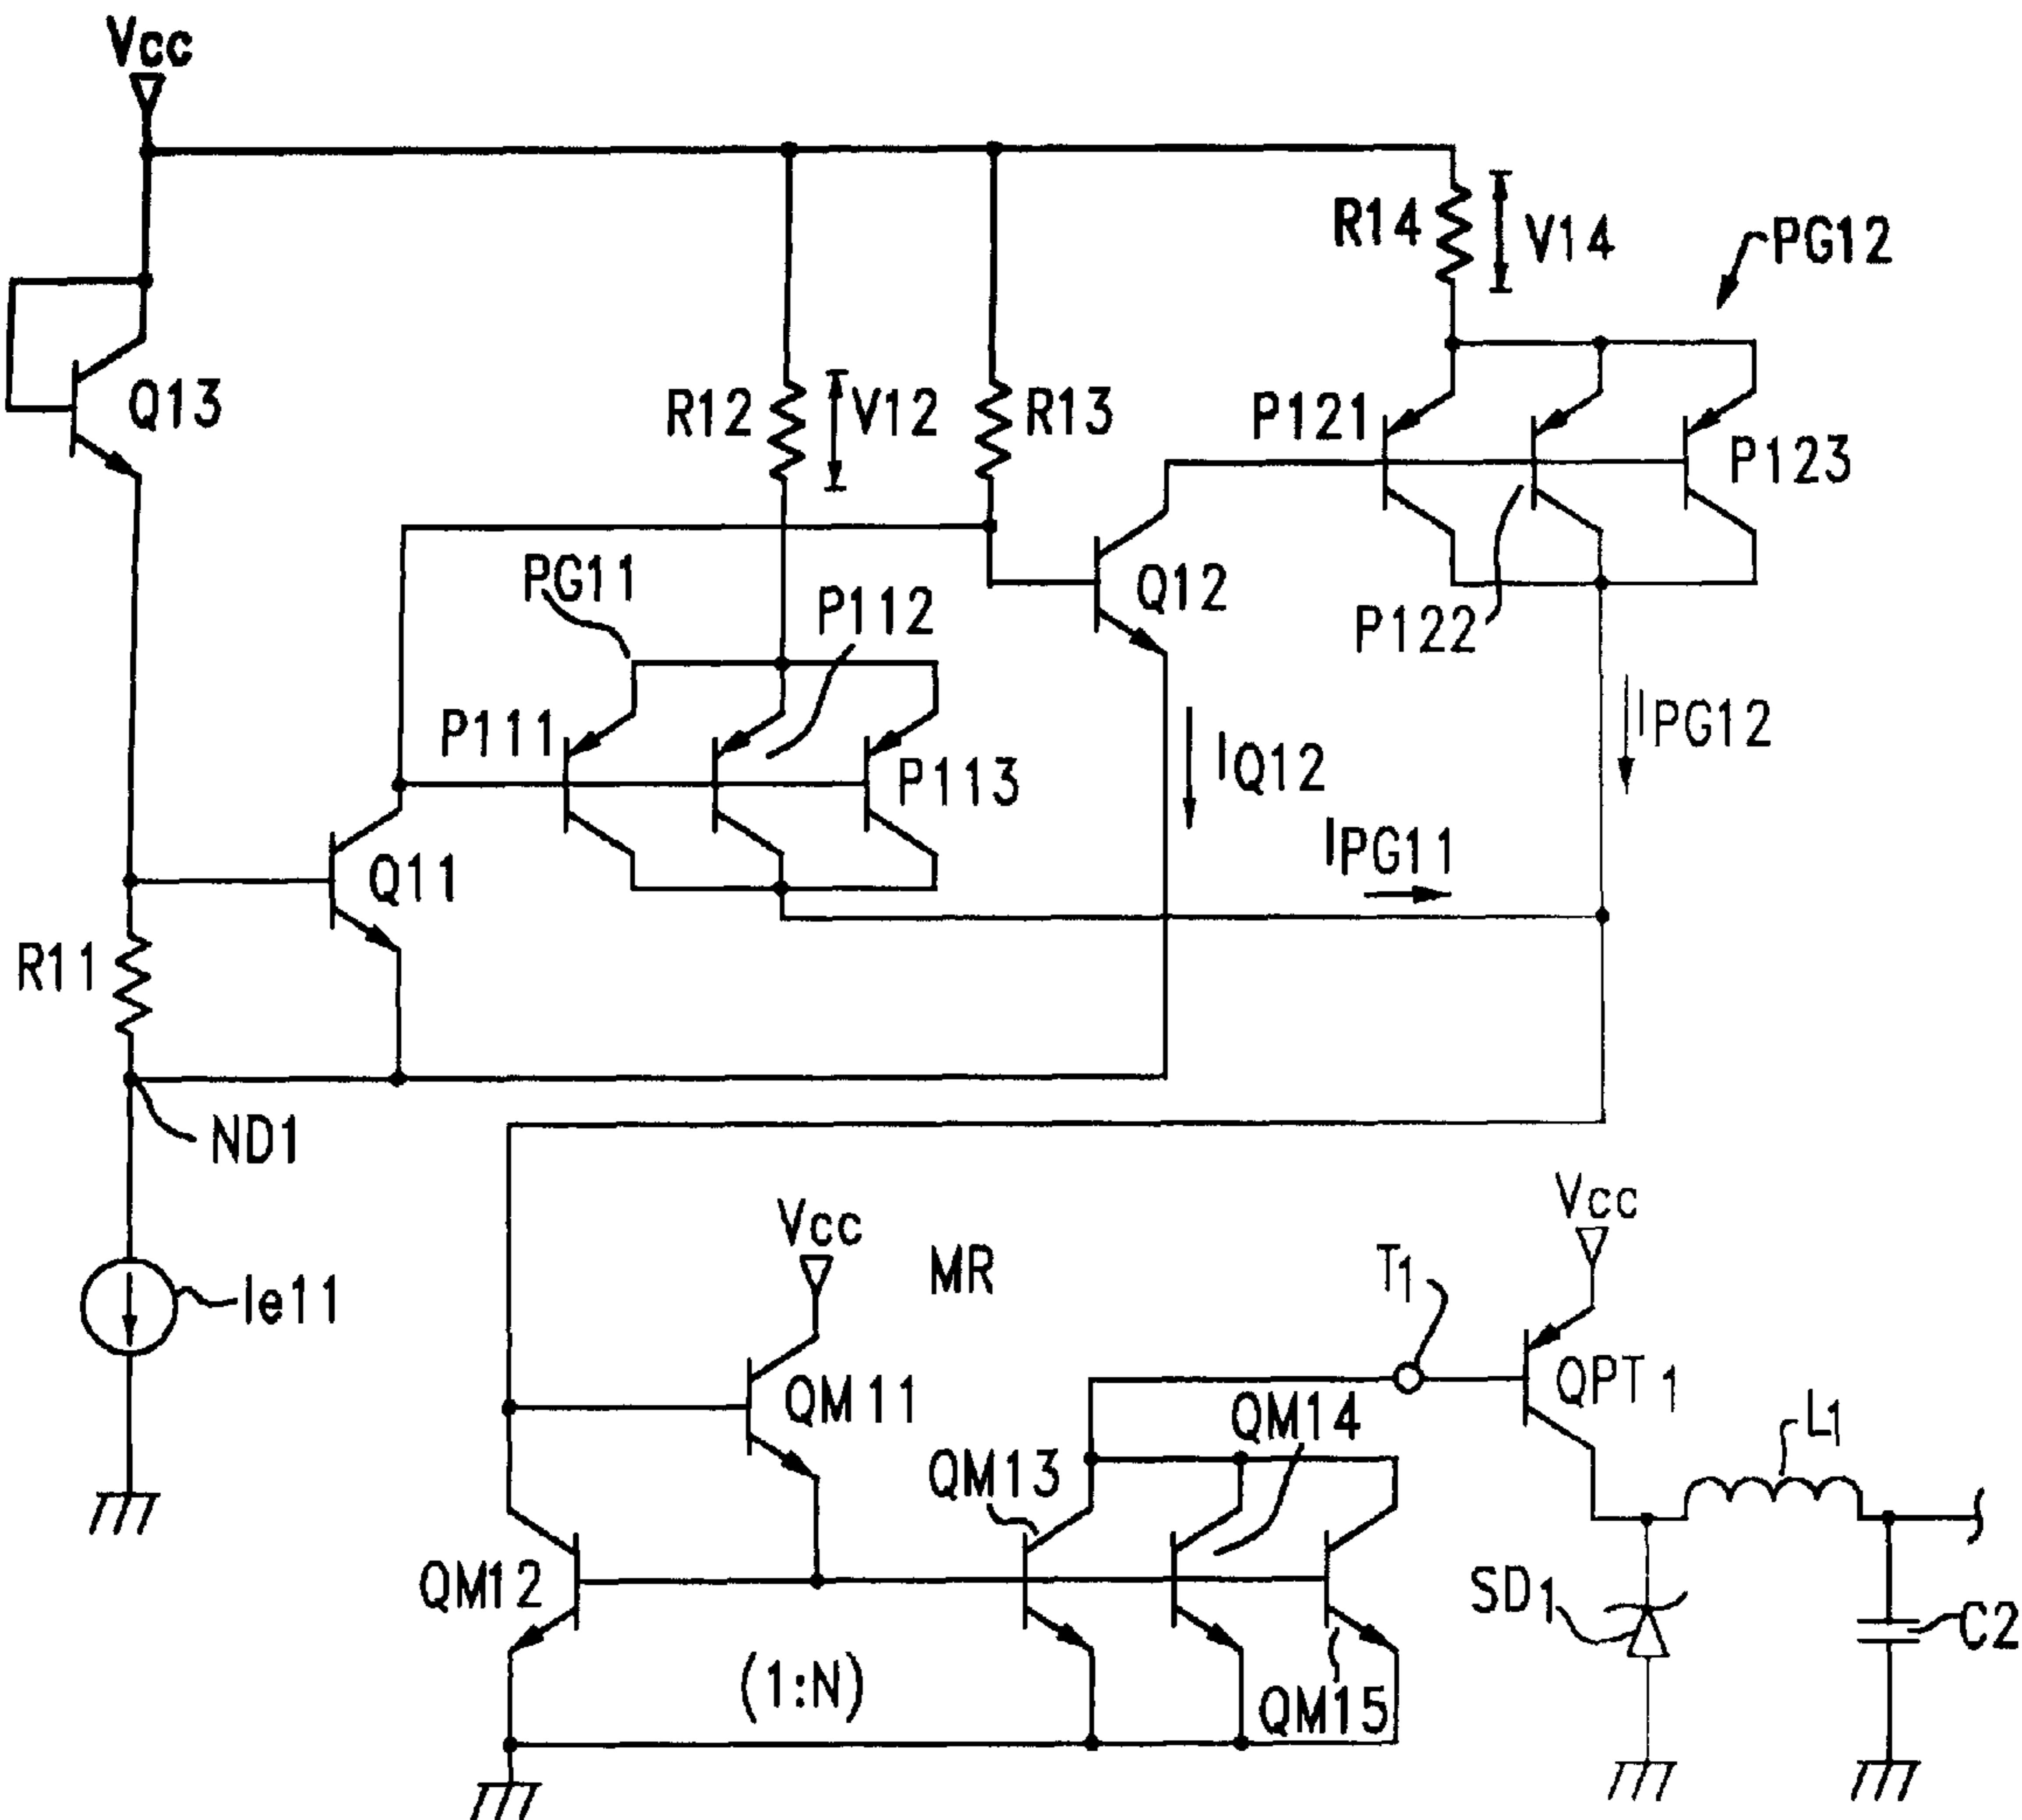 Vcc
R14
V14
PG12
Q13
R12
V12
R13
P121
P123
PG11
P112
Q12
P122
P111
P113
IQ12
IPG12
IPG11
Q11
R11
ND1
Ie11
Vcc
MR
T1
Vcc
QM11
QM14
QPT1
L1
QM13
QM12
SD1
C2
(1:N)
QM15